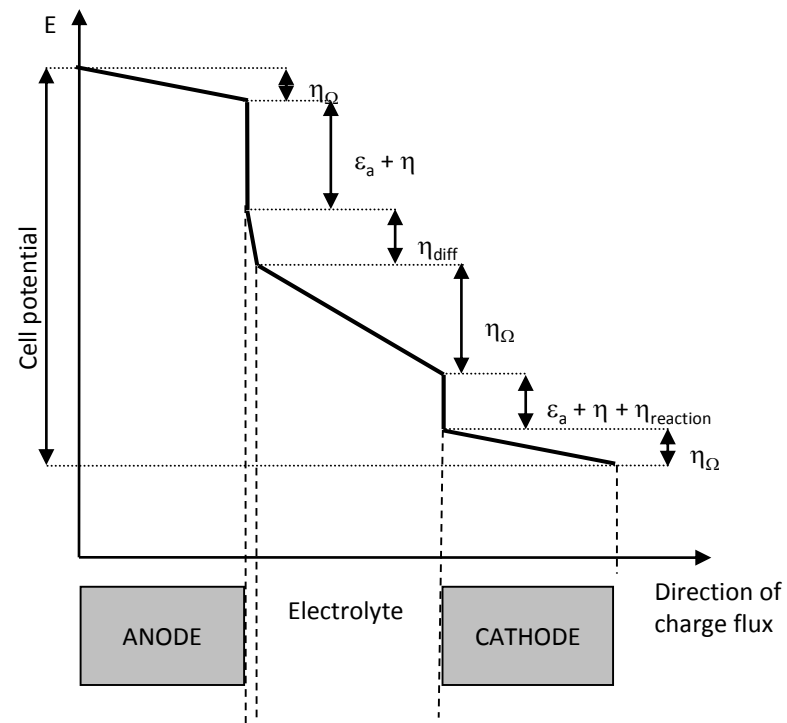 E
η_Ω
ε_a + η
η_diff
Cell potential
η_Ω
ε_a + η + η_reaction
η_Ω
Direction of
charge flux
Electrolyte
ANODE
CATHODE